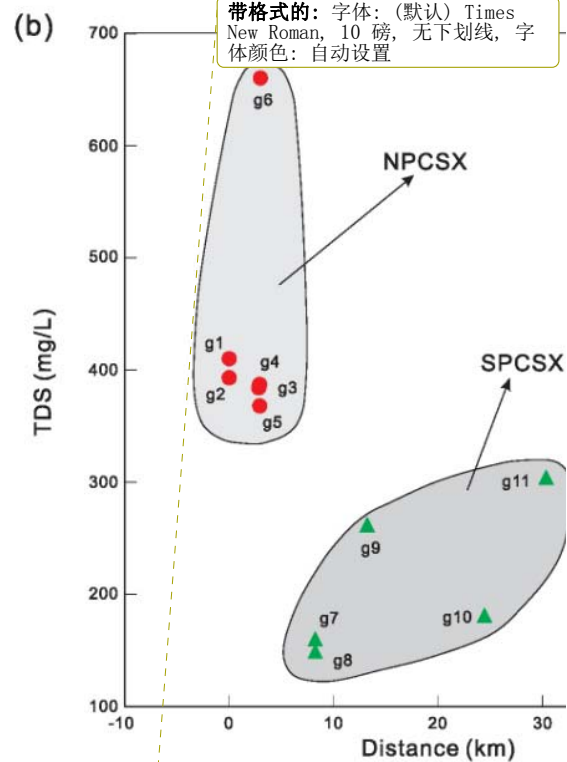 (b)
带格式的: 字体: (默认) Times
New Roman, 10 磅, 无下划线, 字
体颜色: 自动设置
700
g6
600
NPCSX
500
TDS (mg/L)
g1
g4
400
g2
g3
g5
SPCSX
300
g11
g9
200
g7
g10
g8
100
-10
0
10
20
30
Distance (km)